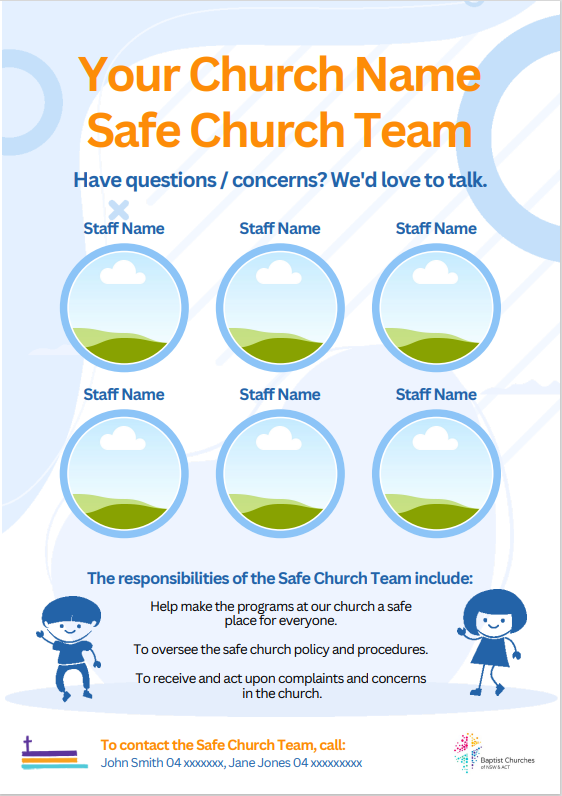 Your Church Name
Safe Church Team
Have questions / concerns? We'd love to talk.
Staff Name Staff Name Staff Name
Staff Name Staff Name Staff Name
The responsibilities of the Safe Church Team include:
Help make the programs at our church a safe
place for everyone.
To oversee the safe church policy and procedures.
To receive and act upon complaints and concerns
in the church.
To contact the Safe Church Team, call:
John Smith 04 xxxxxxx, Jane Jones 04 xxxxxxxxx
Baptist Churches
of NSW & ACT